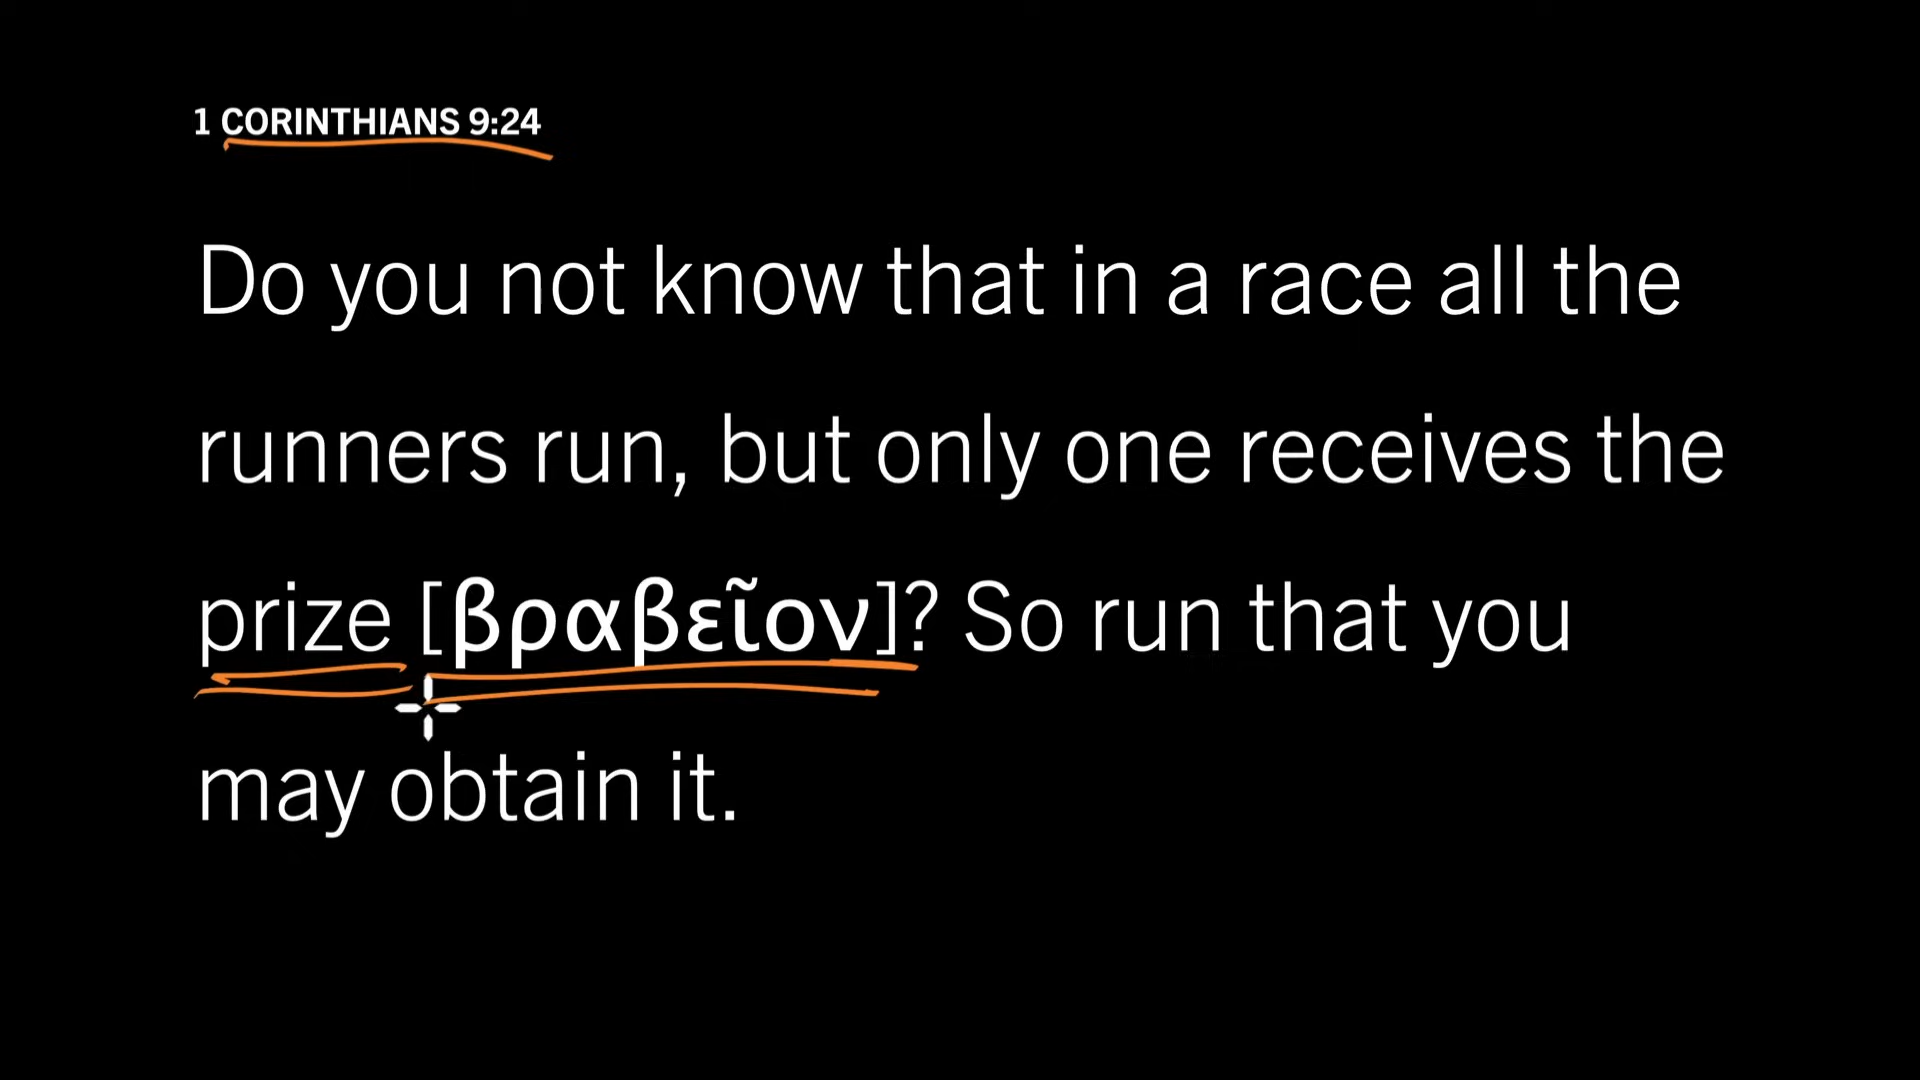 1 CORINTHIANS 9:24
Do you not know that in a race all the
runners run, but only one receives the
prize [βραβεῖον]? So run that you
may obtain it.